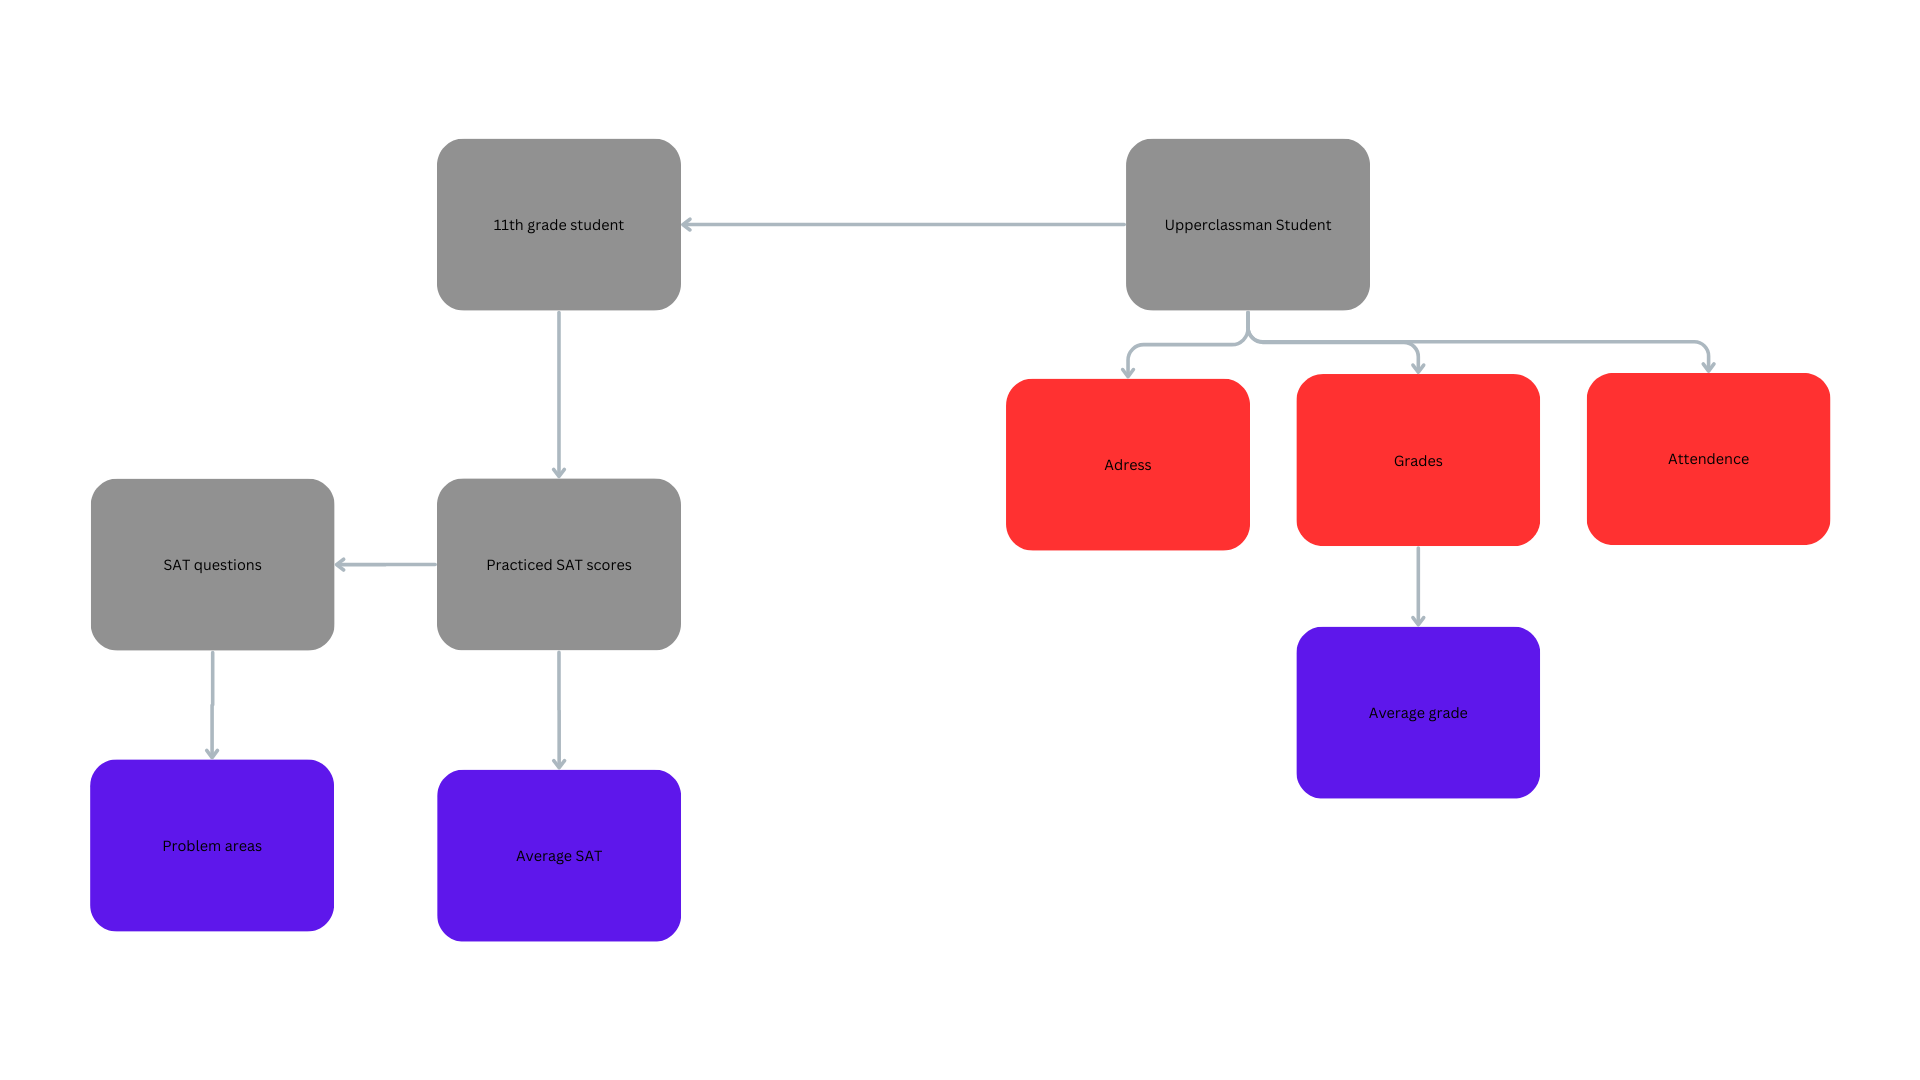 11th grade student
Upperclassman Student
Adress
Grades
Attendence
SAT questions
Practiced SAT scores
Average grade
Problem areas
Average SAT